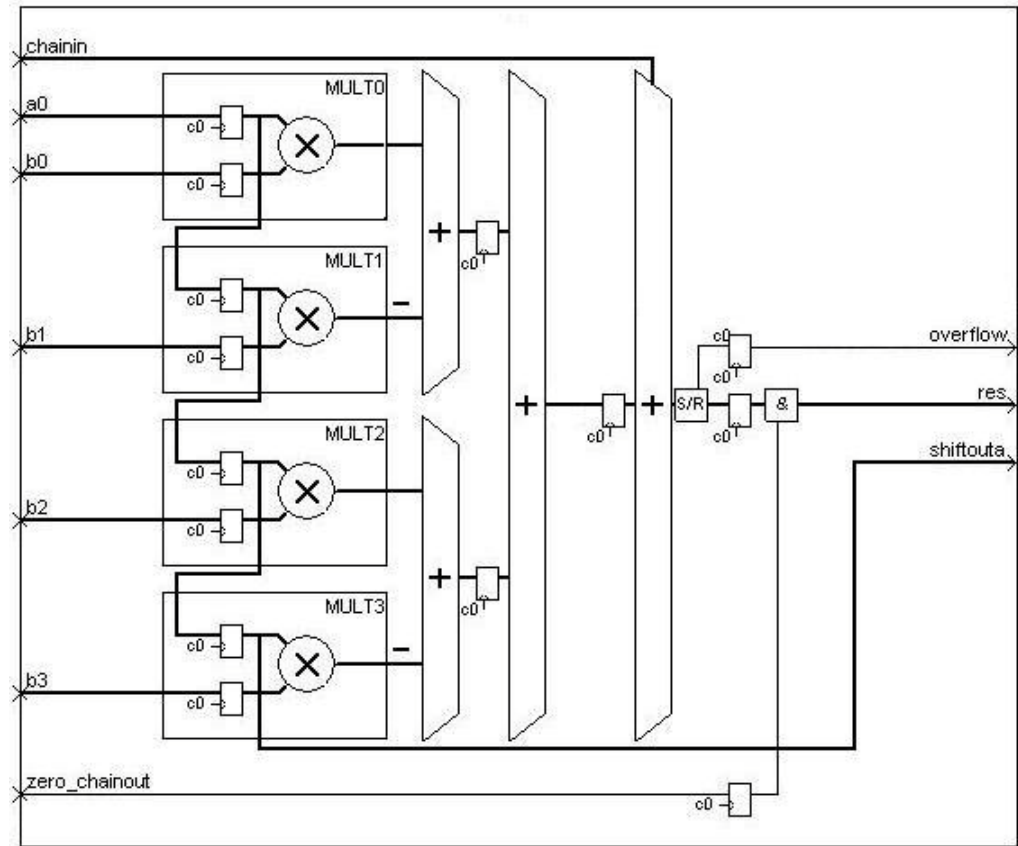 chainin
MULT0
a0
c0
b0
c0
+
c0
MULT1
c0
−
b1
c0
c0
overflow
c0
res
+
c0
+
S/R
c0
&
MULT2
shiftouta
c0
b2
c0
+
c0
MULT3
c0
−
b3
c0
zero_chainout
c0